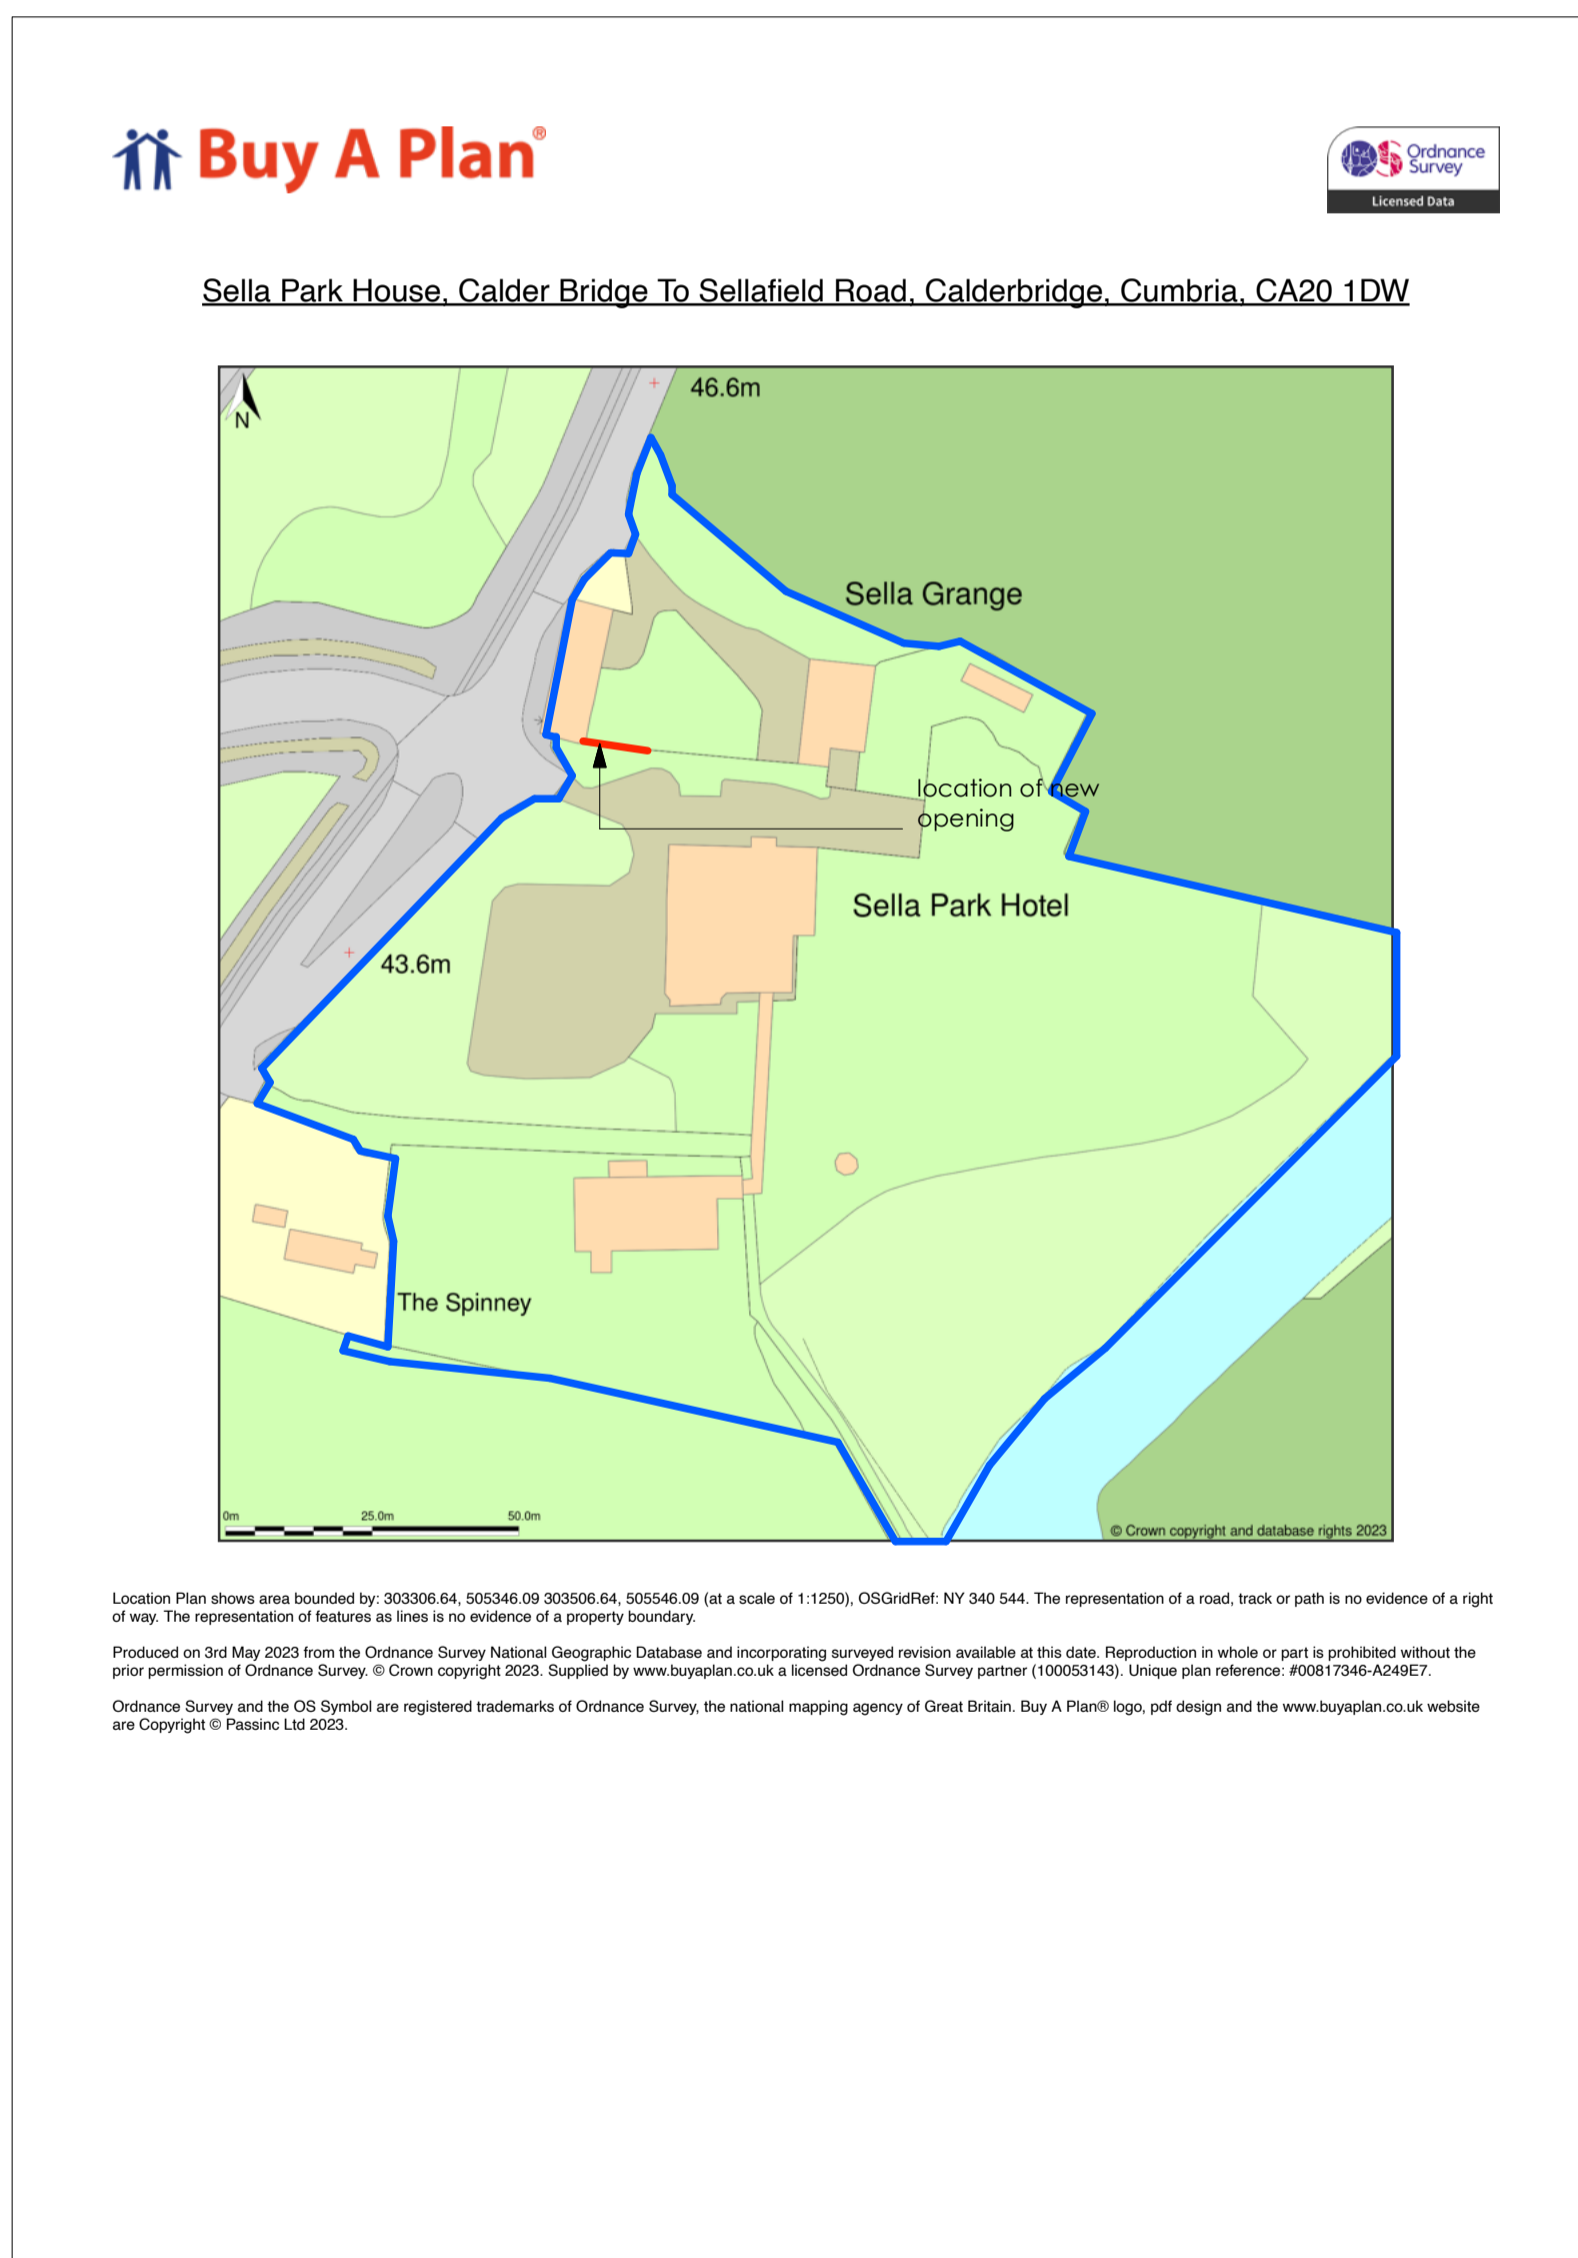 Buy A Plan®
Ordnance
Survey
Licensed Data
Sella Park House, Calder Bridge To Sellafield Road, Calderbridge, Cumbria, CA20 1DW
N
46.6m
Sella Grange
location of new
opening
Sella Park Hotel
43.6m
The Spinney
0m 25.0m 50.0m
© Crown copyright and database rights 2023
Location Plan shows area bounded by: 303306.64, 505346.09 303506.64, 505546.09 (at a scale of 1:1250), OSGridRef: NY 340 544. The representation of a road, track or path is no evidence of a right
of way. The representation of features as lines is no evidence of a property boundary.
Produced on 3rd May 2023 from the Ordnance Survey National Geographic Database and incorporating surveyed revision available at this date. Reproduction in whole or part is prohibited without the
prior permission of Ordnance Survey. © Crown copyright 2023. Supplied by www.buyaplan.co.uk a licensed Ordnance Survey partner (100053143). Unique plan reference: #00817346-A249E7.
Ordnance Survey and the OS Symbol are registered trademarks of Ordnance Survey, the national mapping agency of Great Britain. Buy A Plan® logo, pdf design and the www.buyaplan.co.uk website
are Copyright © Passinc Ltd 2023.